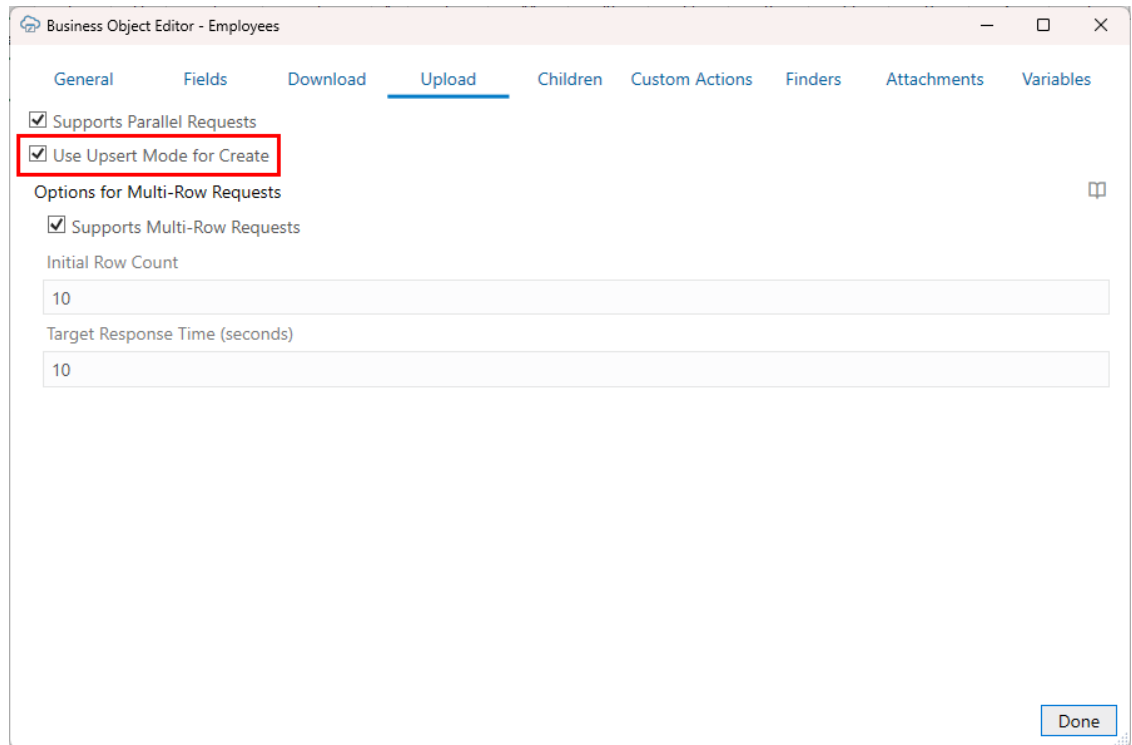 Business Object Editor - Employees
General Fields Download Upload Children Custom Actions Finders Attachments Variables
Supports Parallel Requests
Use Upsert Mode for Create
Options for Multi-Row Requests
Supports Multi-Row Requests
Initial Row Count
10
Target Response Time (seconds)
10
Done